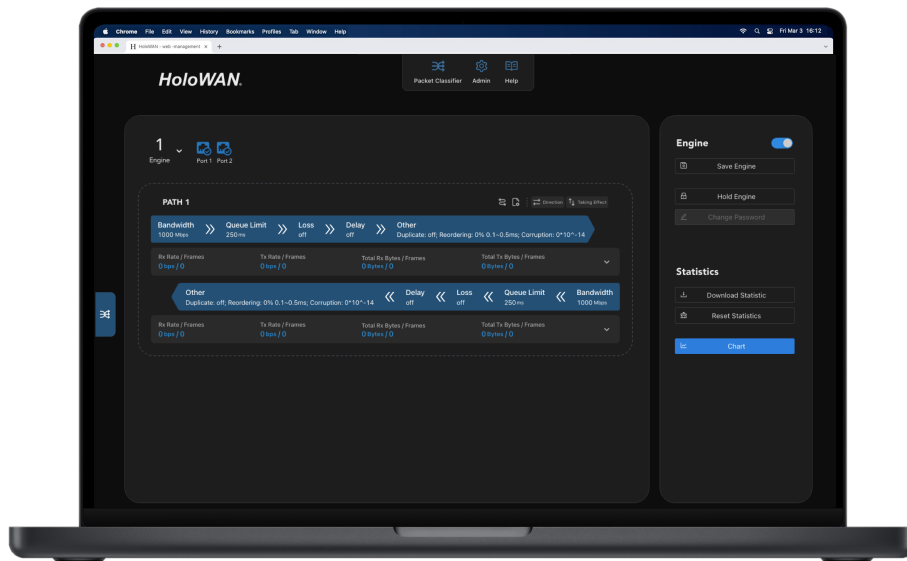 Chrome File Edit View History Bookmarks Profiles Tab Window Help
Fri Mar 3 16:12
HoloWAN - web -management
HoloWAN
Packet Classifier Admin Help
1
Engine
Port 1 Port 2
PATH 1
Direction Taking Effect
Bandwidth Queue Limit Loss Delay Other
1000 Mbps 250 ms off off Duplicate: off; Reordering: 0% 0.1~0.5ms; Corruption: 0*10^-14
Rx Rate / Frames Tx Rate / Frames Total Rx Bytes / Frames Total Tx Bytes / Frames
0 bps / 0 0 bps / 0 0 Bytes / 0 0 Bytes / 0
Other Delay Loss Queue Limit Bandwidth
Duplicate: off; Reordering: 0% 0.1~0.5ms; Corruption: 0*10^-14 off off 250 ms 1000 Mbps
Rx Rate / Frames Tx Rate / Frames Total Rx Bytes / Frames Total Tx Bytes / Frames
0 bps / 0 0 bps / 0 0 Bytes / 0 0 Bytes / 0
Engine
Save Engine
Hold Engine
Change Password
Statistics
Download Statistic
Reset Statistics
Chart